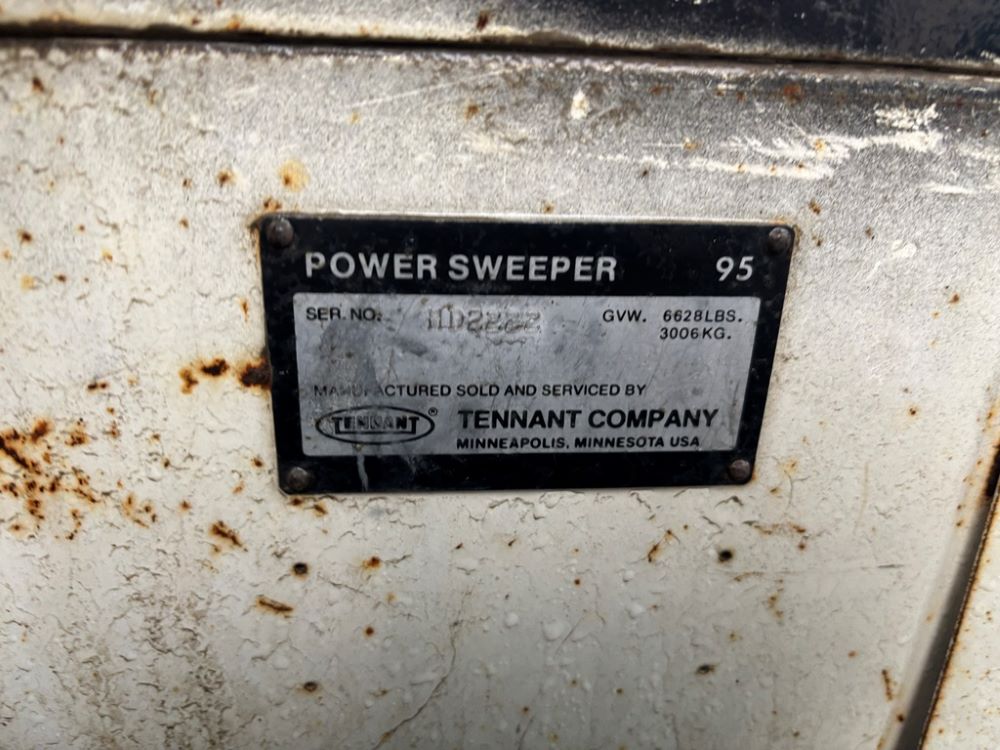 POWER SWEEPER 95
SER. NO: GVW. 6628LBS.
3006KG.
MANUFACTURED SOLD AND SERVICED BY
TENNANT® TENNANT COMPANY
MINNEAPOLIS, MINNESOTA USA